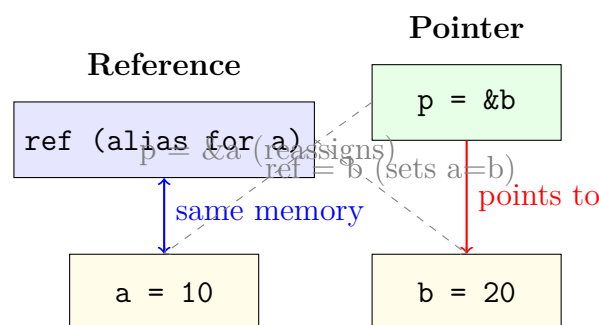 Pointer
Reference
p = &b
ref (alias for a)
p = &a (reassigns)
ref = b (sets a=b)
points to
same memory
a = 10
b = 20